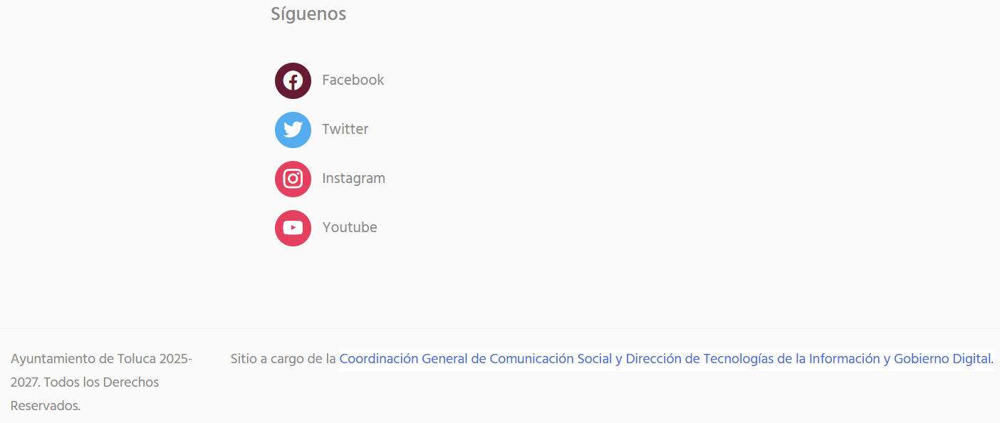 Síguenos
Facebook
Twitter
Instagram
Youtube
Ayuntamiento de Toluca 2025-
2027. Todos los Derechos
Reservados.
Sitio a cargo de la Coordinación General de Comunicación Social y Dirección de Tecnologías de la Información y Gobierno Digital.